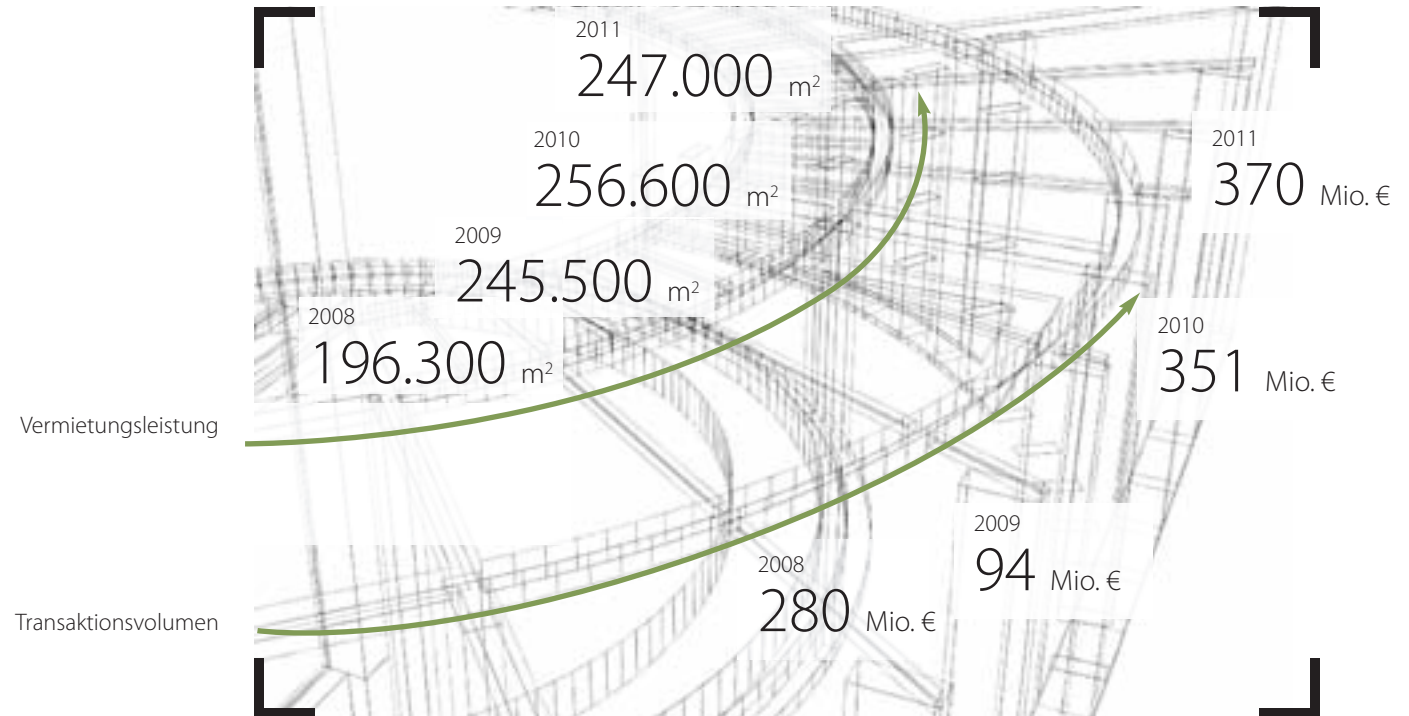 2011
247.000 m²
2010
256.600 m²
2009
245.500 m²
2008
196.300 m²
Vermietungsleistung
2011
370 Mio. €
2010
351 Mio. €
2009
94 Mio. €
2008
280 Mio. €
Transaktionsvolumen